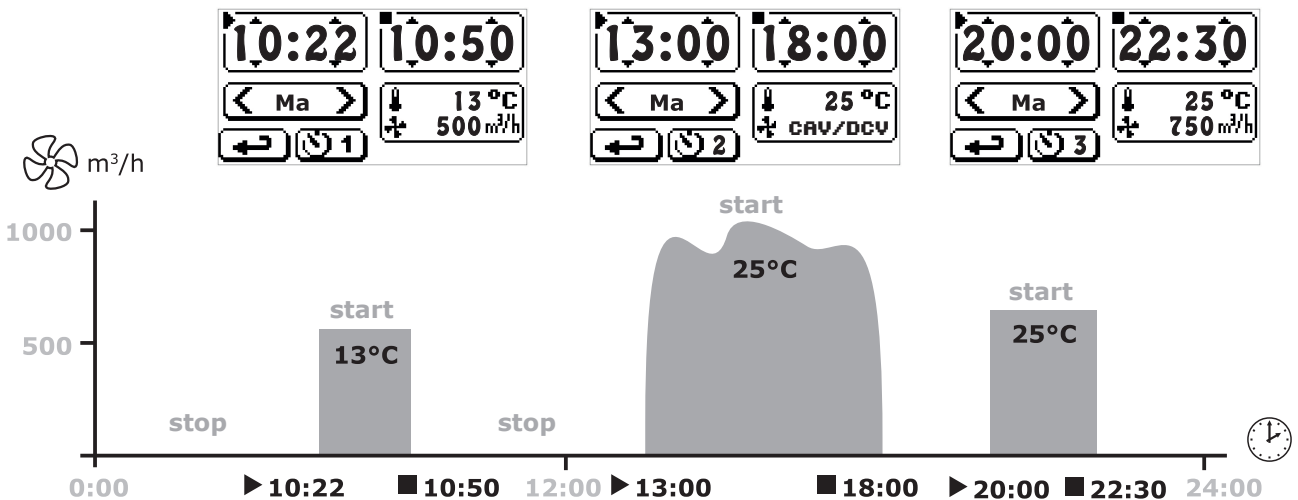 10:22 10:50
Ma 13 °C
500 m³/h
1
13:00 18:00
Ma 25 °C
CAV/DCV
2
20:00 22:30
Ma 25 °C
750 m³/h
3
m³/h
1000
500
stop
start
13°C
stop
start
25°C
start
25°C
0:00 10:22 10:50 12:00 13:00 18:00 20:00 22:30 24:00